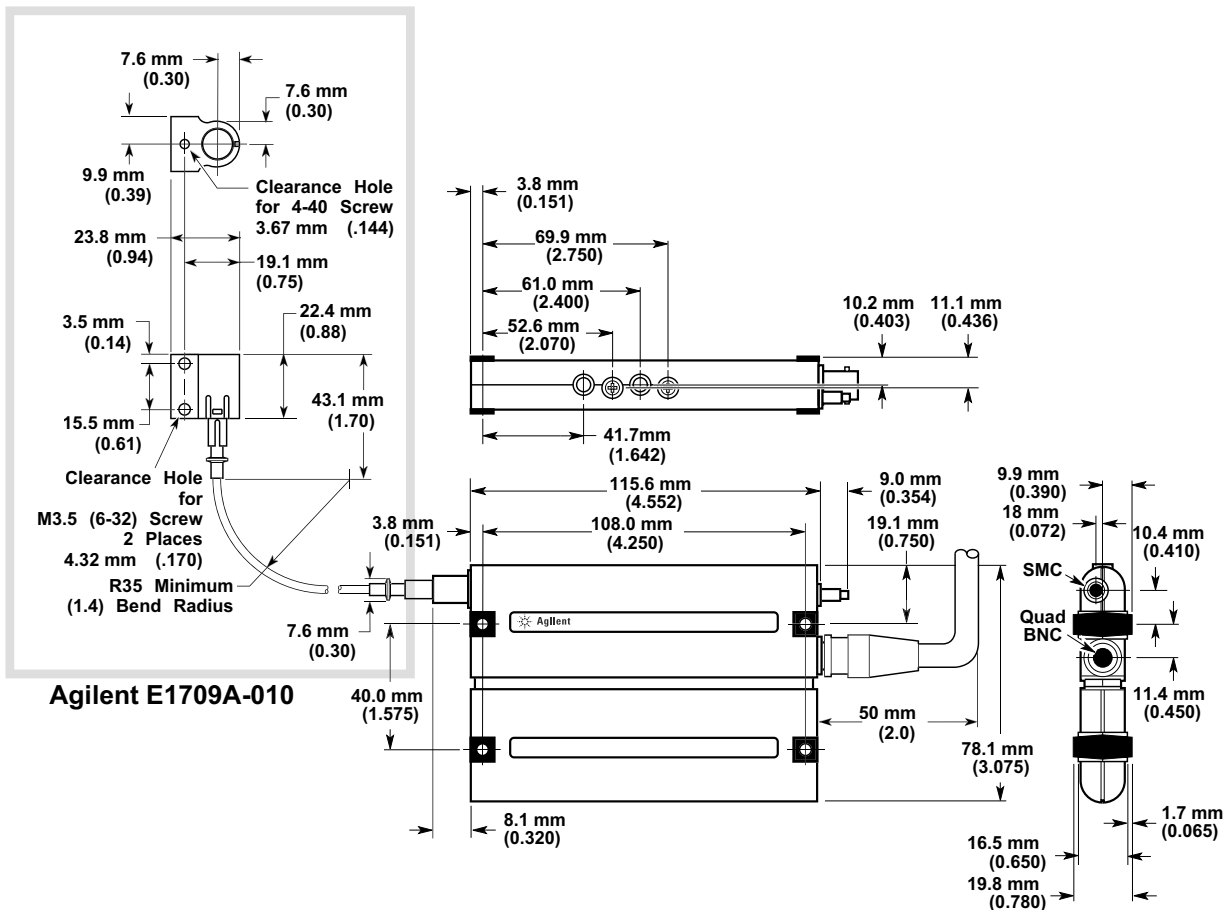 7.6 mm
(0.30)
7.6 mm
(0.30)
9.9 mm
(0.39)
Clearance Hole
for 4-40 Screw
3.67 mm (.144)
23.8 mm
(0.94)
19.1 mm
(0.75)
3.5 mm
(0.14)
22.4 mm
(0.88)
15.5 mm
(0.61)
43.1 mm
(1.70)
Clearance Hole
for
M3.5 (6-32) Screw
2 Places
4.32 mm (.170)
R35 Minimum
(1.4) Bend Radius
Agilent E1709A-010
3.8 mm
(0.151)
69.9 mm
(2.750)
61.0 mm
(2.400)
52.6 mm
(2.070)
10.2 mm
(0.403)
11.1 mm
(0.436)
41.7mm
(1.642)
115.6 mm
(4.552)
9.0 mm
(0.354)
3.8 mm
(0.151)
108.0 mm
(4.250)
19.1 mm
(0.750)
7.6 mm
(0.30)
Agilent
40.0 mm
(1.575)
50 mm
(2.0)
78.1 mm
(3.075)
8.1 mm
(0.320)
9.9 mm
(0.390)
18 mm
(0.072)
10.4 mm
(0.410)
SMC
Quad
BNC
11.4 mm
(0.450)
1.7 mm
(0.065)
16.5 mm
(0.650)
19.8 mm
(0.780)